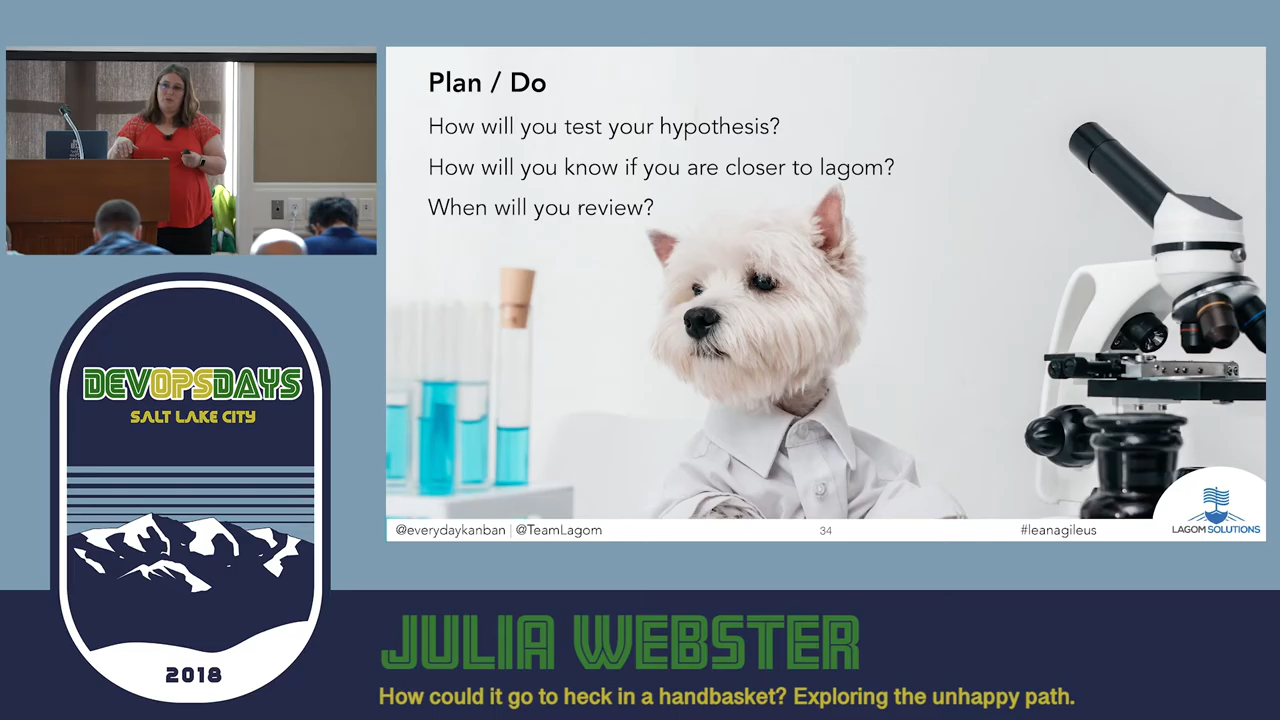 Plan / Do
How will you test your hypothesis?
How will you know if you are closer to lagom?
When will you review?
@everydaykanban | @TeamLagom
34
#leanagileus
LAGOM SOLUTIONS
DEVOPSDAYS
SALT LAKE CITY
2018
JULIA WEBSTER
How could it go to heck in a handbasket? Exploring the unhappy path.